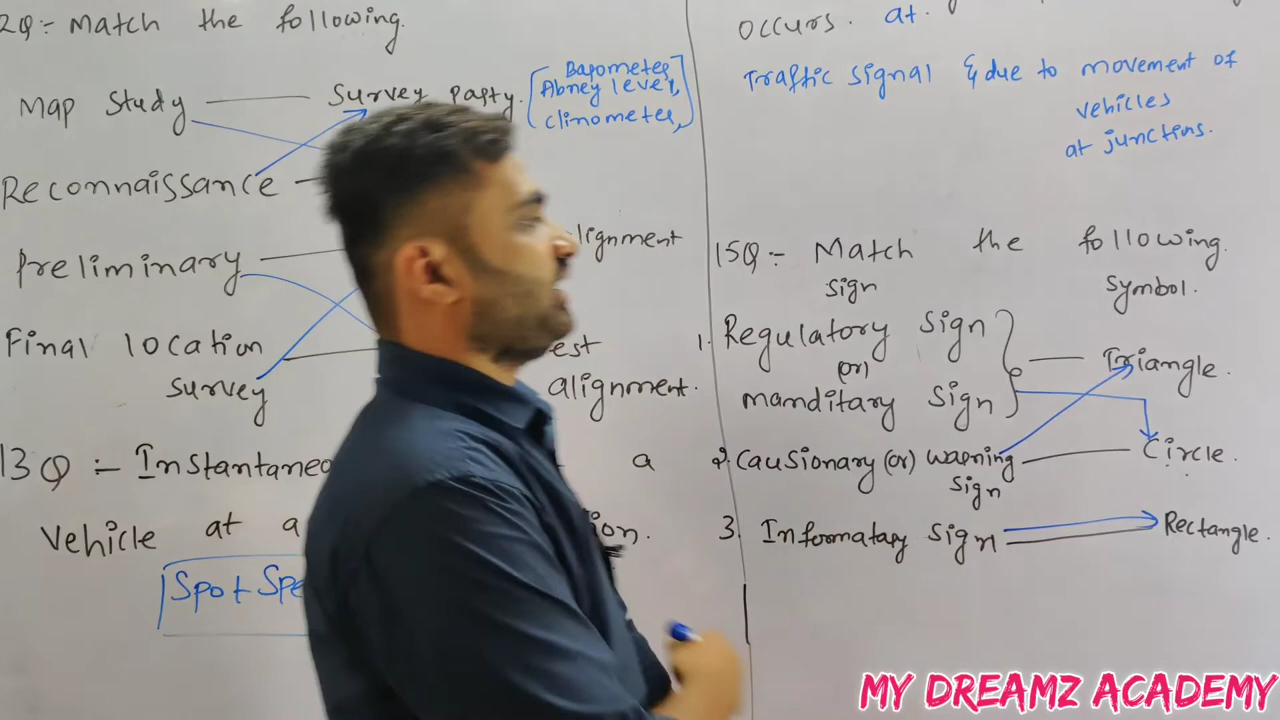 2Q:- Match the following.
Map Study
Survey Party.
Barometer,
Abney level,
clinometer,
Reconnaissance
Preliminary
lignment
Final location
survey
est
alignment.
13Q:- Instantaneo
a
Vehicle at a
ion.
Spot Spe
occurs. at.
Traffic Signal & due to movement of
vehicles
at junctions.
15Q:- Match the following.
Sign
Symbol.
1. Regulatory Sign
(or)
manditary Sign
Triangle.
2. Causionary (or) Warning
Sign
Circle.
3. Informatary Sign
Rectangle.
MY DREAMZ ACADEMY